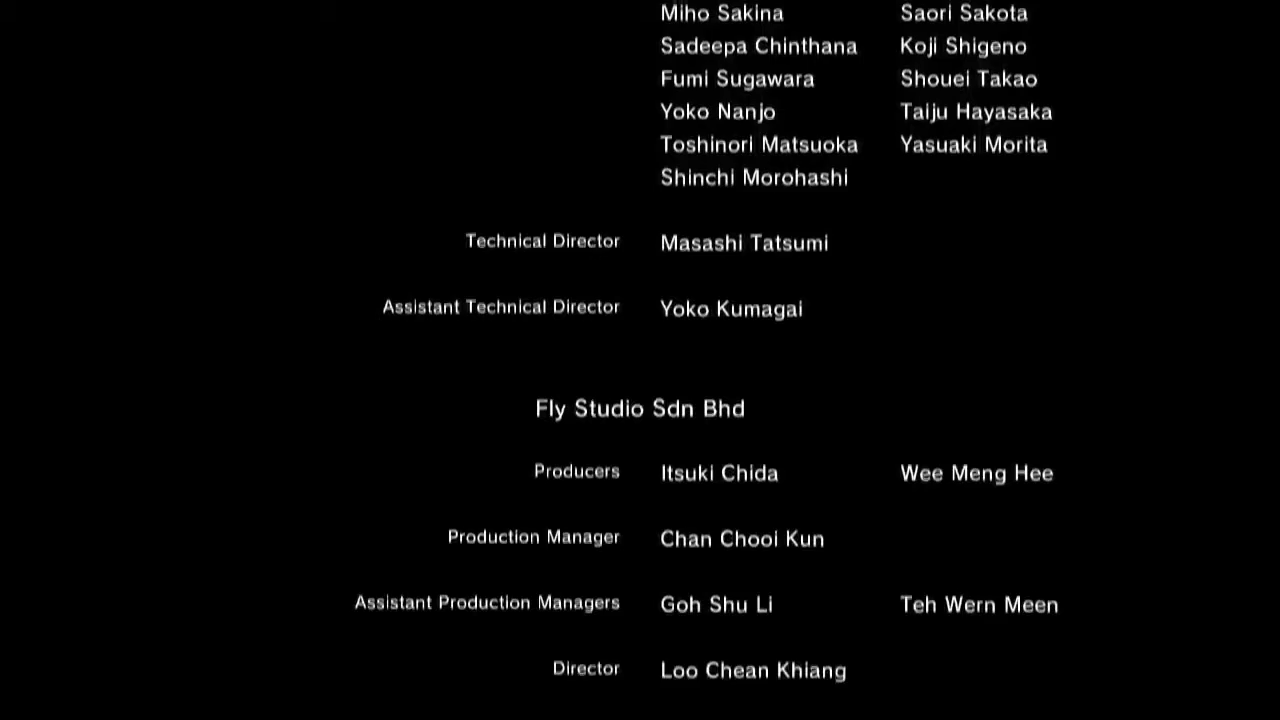 Miho Sakina Saori Sakota
Sadeepa Chinthana Koji Shigeno
Fumi Sugawara Shouei Takao
Yoko Nanjo Taiju Hayasaka
Toshinori Matsuoka Yasuaki Morita
Shinchi Morohashi
Technical Director Masashi Tatsumi
Assistant Technical Director Yoko Kumagai
Fly Studio Sdn Bhd
Producers Itsuki Chida Wee Meng Hee
Production Manager Chan Chooi Kun
Assistant Production Managers Goh Shu Li Teh Wern Meen
Director Loo Chean Khiang